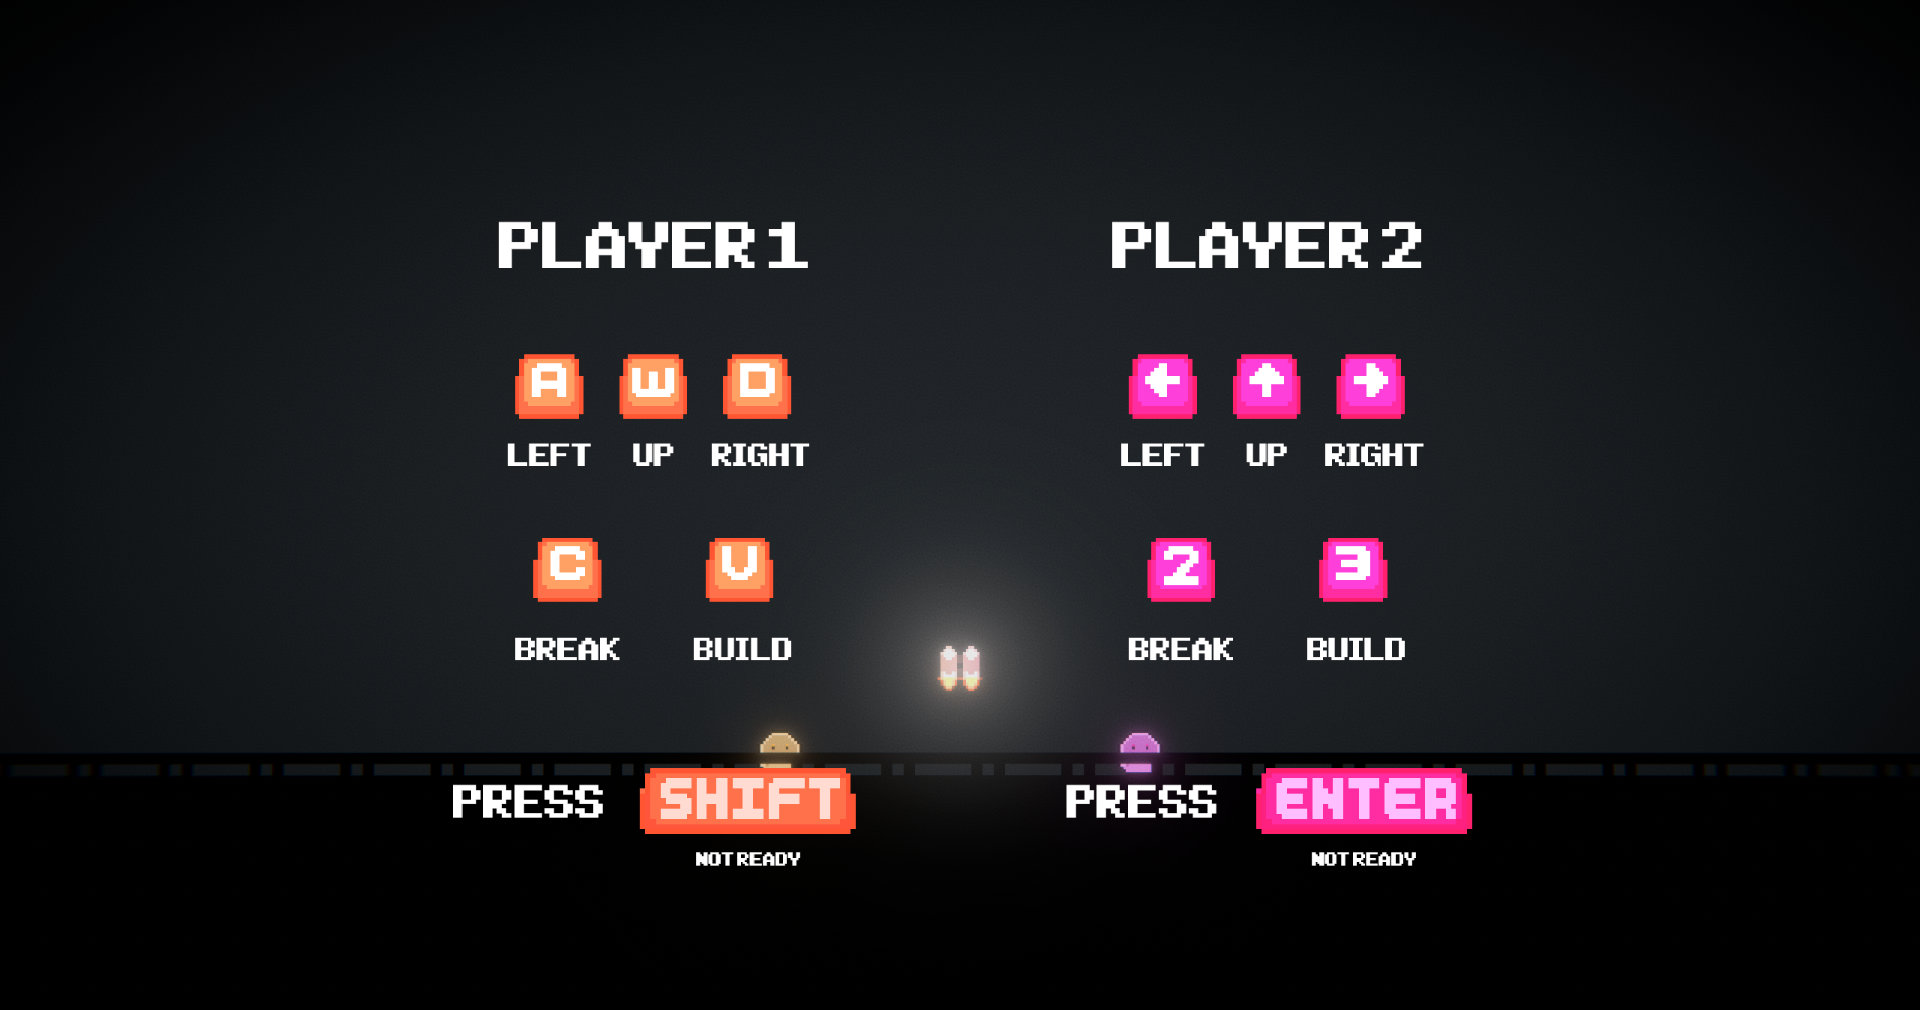 PLAYER 1
A W D
LEFT UP RIGHT
C V
BREAK BUILD
PRESS SHIFT
NOT READY
PLAYER 2
← ↑ →
LEFT UP RIGHT
2 3
BREAK BUILD
PRESS ENTER
NOT READY